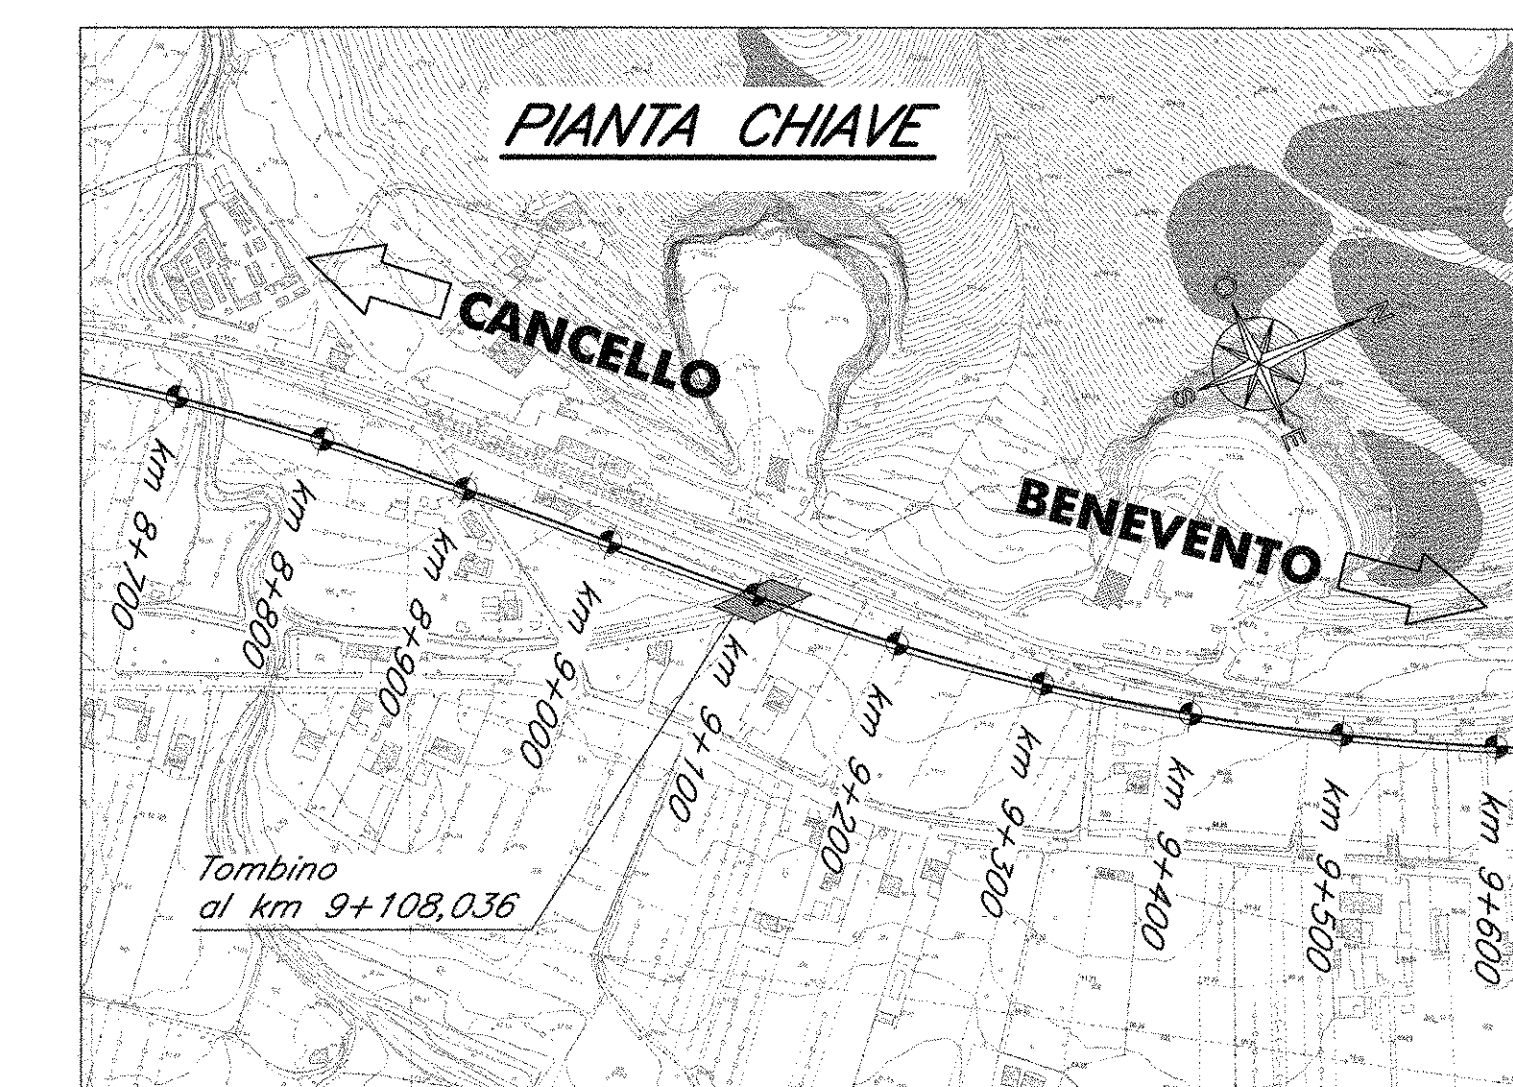 PIANTA CHIAVE
CANCELLO
BENEVENTO
O
N
S
E
km 8+700
km 8+800
km 8+900
km 9+000
km 9+100
km 9+200
km 9+300
km 9+400
km 9+500
km 9+600
Tombino
al km 9+108,036